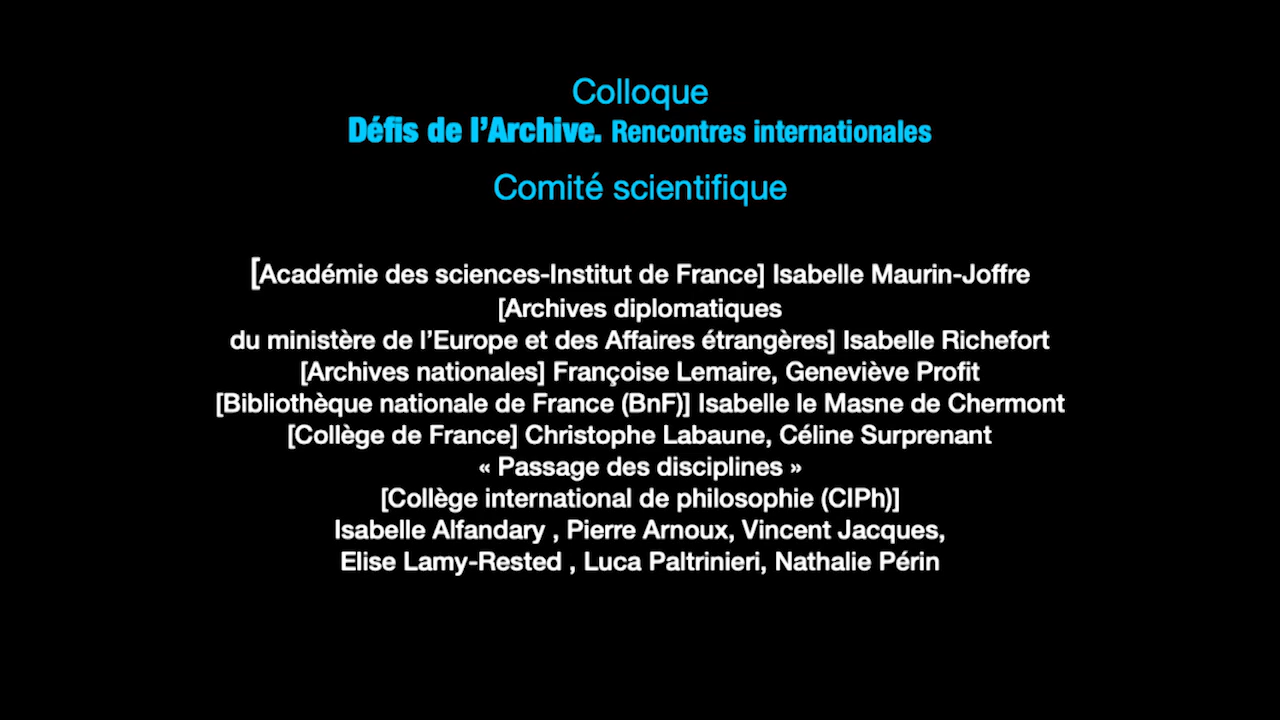 Colloque
Défis de l’Archive. Rencontres internationales
Comité scientifique
[Académie des sciences-Institut de France] Isabelle Maurin-Joffre
[Archives diplomatiques
du ministère de l’Europe et des Affaires étrangères] Isabelle Richefort
[Archives nationales] Françoise Lemaire, Geneviève Profit
[Bibliothèque nationale de France (BnF)] Isabelle le Masne de Chermont
[Collège de France] Christophe Labaune, Céline Surprenant
« Passage des disciplines »
[Collège international de philosophie (CIPh)]
Isabelle Alfandary , Pierre Arnoux, Vincent Jacques,
Elise Lamy-Rested , Luca Paltrinieri, Nathalie Périn